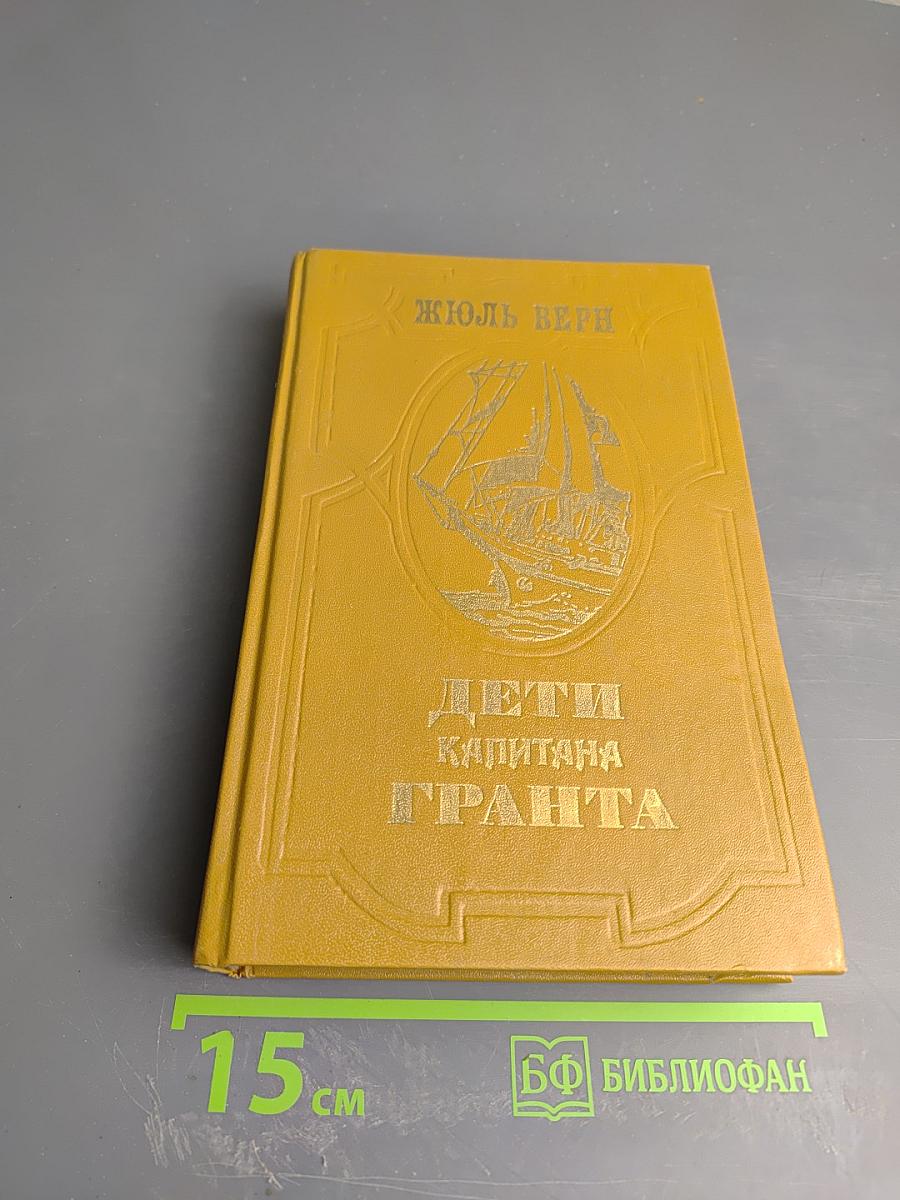 ЖЮЛЬ ВЕРН
ДЕТИ
КАПИТАНА
ГРАНТА
15 см
БФ БИБЛИОФАН